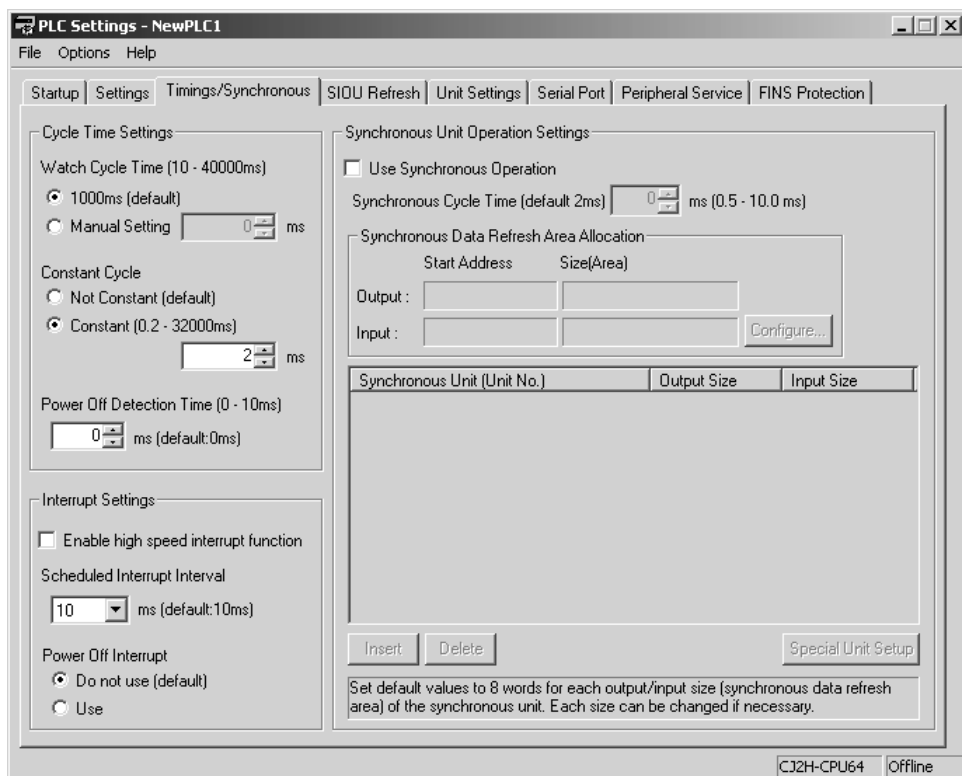 PLC Settings - NewPLC1
File Options Help
Startup Settings Timings/Synchronous SIOU Refresh Unit Settings Serial Port Peripheral Service FINS Protection
Cycle Time Settings
Watch Cycle Time (10 - 40000ms)
1000ms (default)
Manual Setting 0 ms
Constant Cycle
Not Constant (default)
Constant (0.2 - 32000ms)
2 ms
Power Off Detection Time (0 - 10ms)
0 ms (default:0ms)
Interrupt Settings
Enable high speed interrupt function
Scheduled Interrupt Interval
10 ms (default:10ms)
Power Off Interrupt
Do not use (default)
Use
Synchronous Unit Operation Settings
Use Synchronous Operation
Synchronous Cycle Time (default 2ms) 0 ms (0.5 - 10.0 ms)
Synchronous Data Refresh Area Allocation
Start Address Size(Area)
Output :
Input : Configure...
Synchronous Unit (Unit No.) Output Size Input Size
Insert Delete Special Unit Setup
Set default values to 8 words for each output/input size (synchronous data refresh
area) of the synchronous unit. Each size can be changed if necessary.
CJ2H-CPU64 Offline